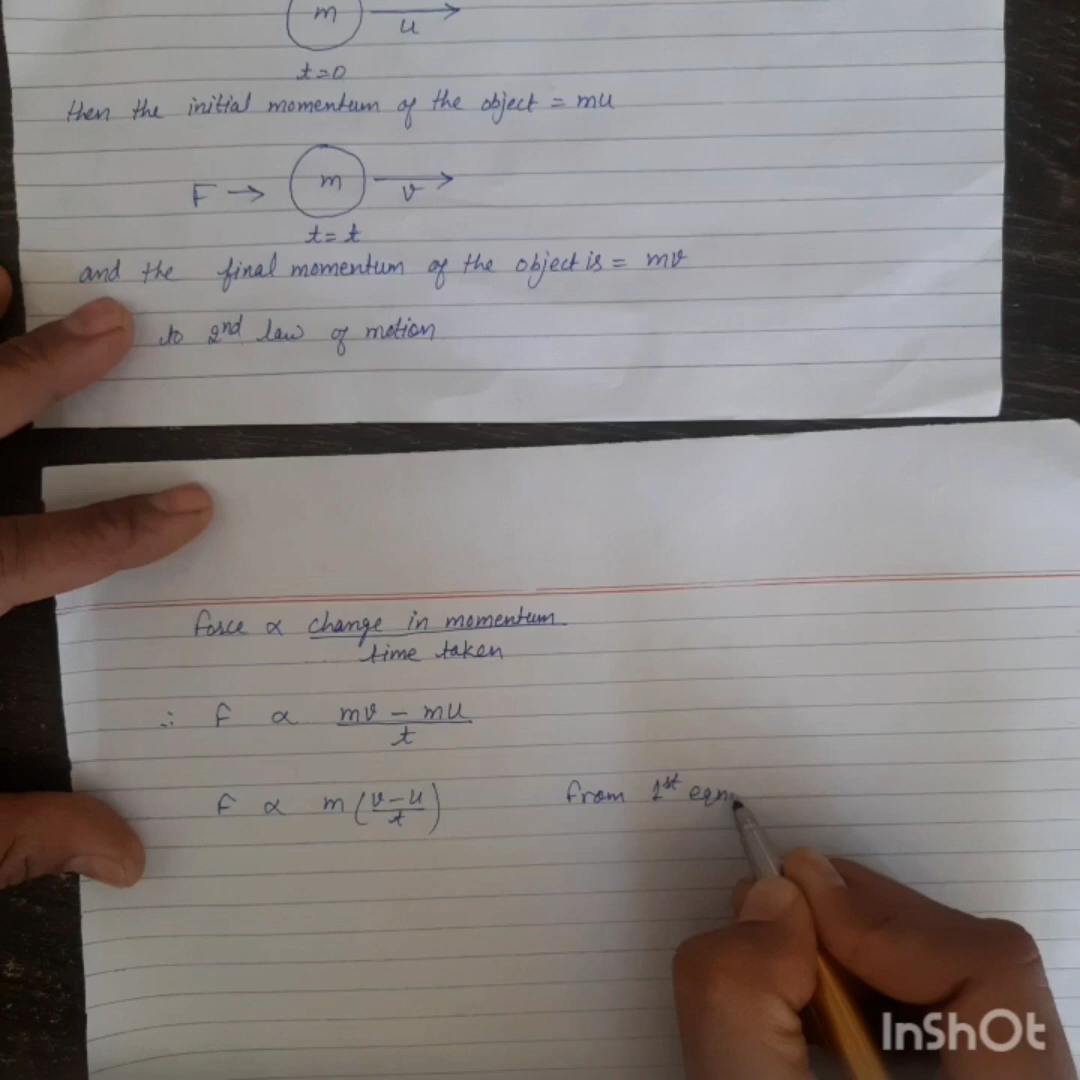 m
u
t=0
then the initial momentum of the object = mu
F → m
v
t= t
and the final momentum of the object is = mv
to 2nd law of motion
Force ∝ change in momentum
time taken
∴ F ∝ mv - mu
t
F ∝ m (v-u/t) from 1st eqn
InShOt